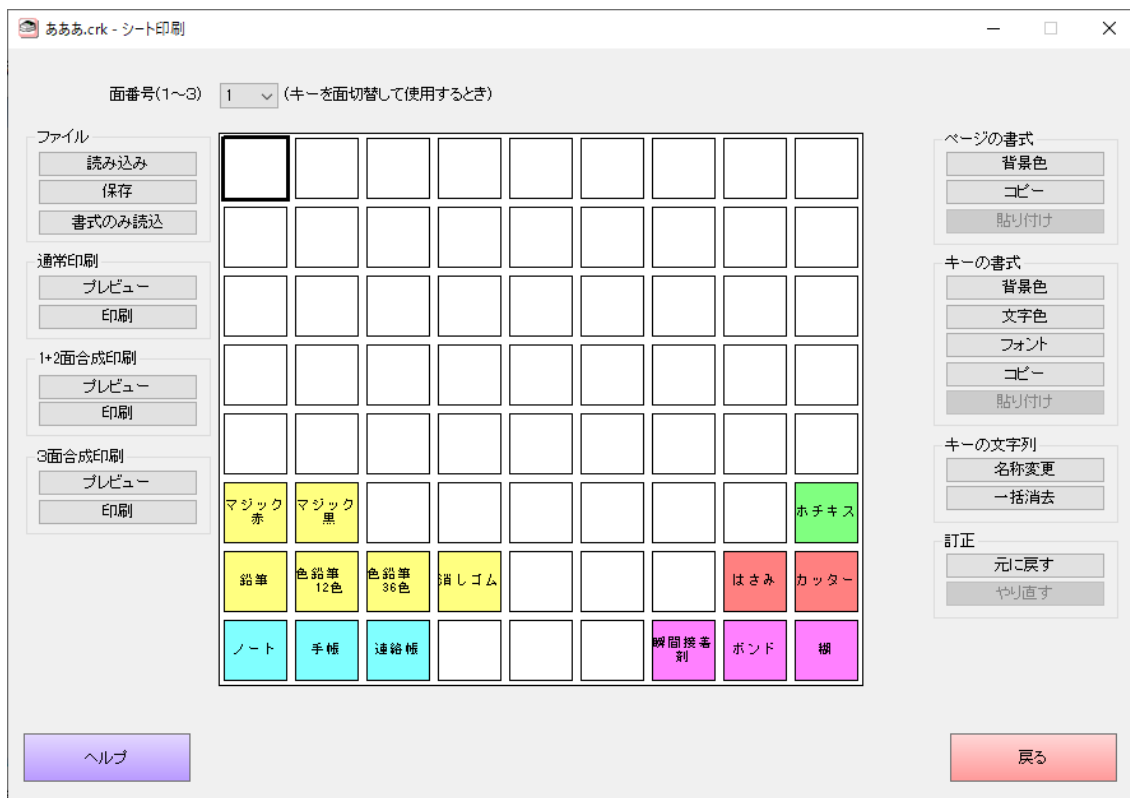 あああ.crk - シート印刷
面番号(1～3) 1 (キーを面切替して使用するとき)
ファイル
読み込み
保存
書式のみ読込
通常印刷
プレビュー
印刷
1+2面合成印刷
プレビュー
印刷
3面合成印刷
プレビュー
印刷
マジック
赤
マジック
黒
ホチキス
鉛筆
色鉛筆
12色
色鉛筆
36色
消しゴム
はさみ
カッター
ノート
手帳
連絡帳
瞬間接着
剤
ボンド
糊
ページの書式
背景色
コピー
貼り付け
キーの書式
背景色
文字色
フォント
コピー
貼り付け
キーの文字列
名称変更
一括消去
訂正
元に戻す
やり直す
ヘルプ
戻る